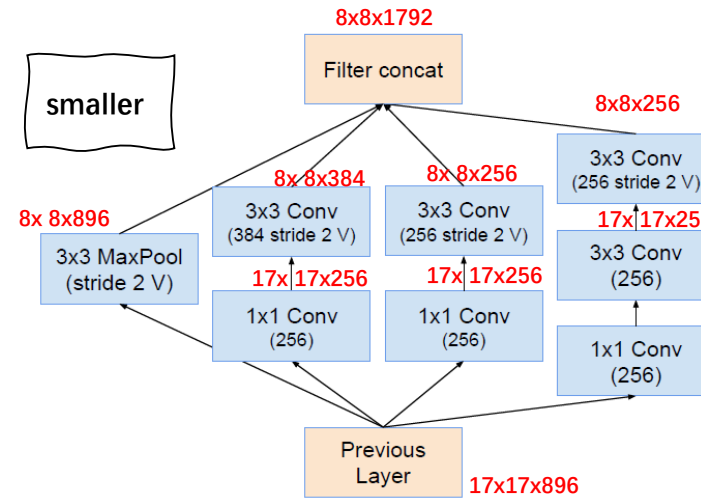 8x8x1792
Filter concat
smaller
8x8x256
3x3 Conv
(256 stride 2 V)
8x 8x384
8x 8x256
3x3 Conv
(384 stride 2 V)
3x3 Conv
(256 stride 2 V)
8x 8x896
17x 17x25
3x3 MaxPool
(stride 2 V)
3x3 Conv
(256)
17x 17x256
17x 17x256
1x1 Conv
(256)
1x1 Conv
(256)
1x1 Conv
(256)
Previous
Layer
17x17x896